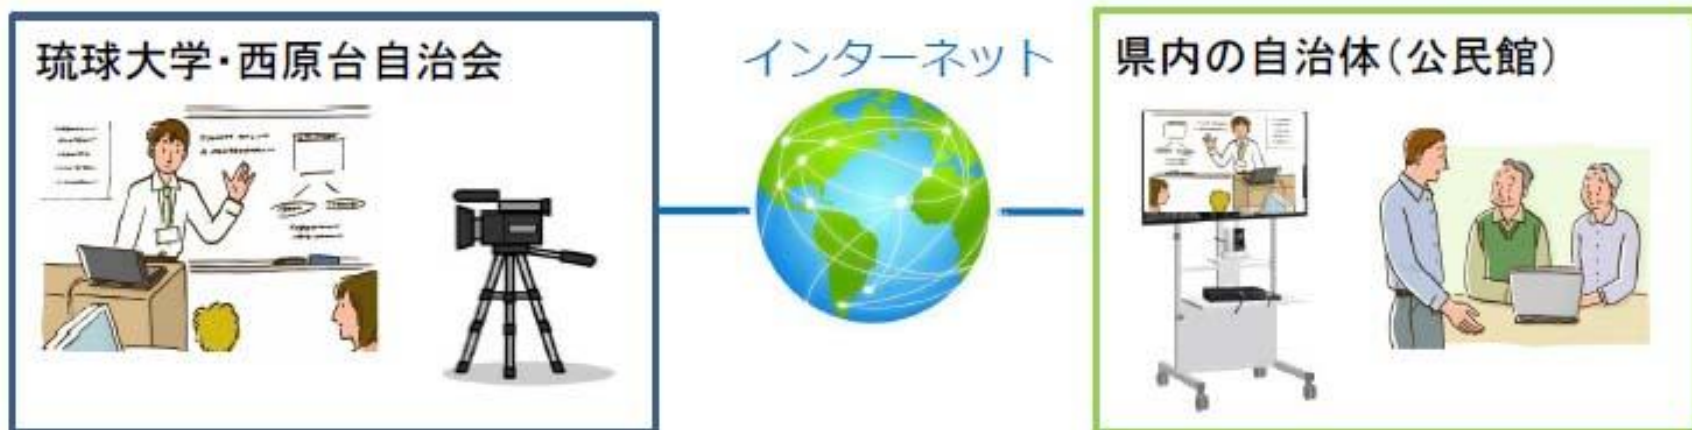 琉球大学・西原台自治会
インターネット
県内の自治体（公民館）